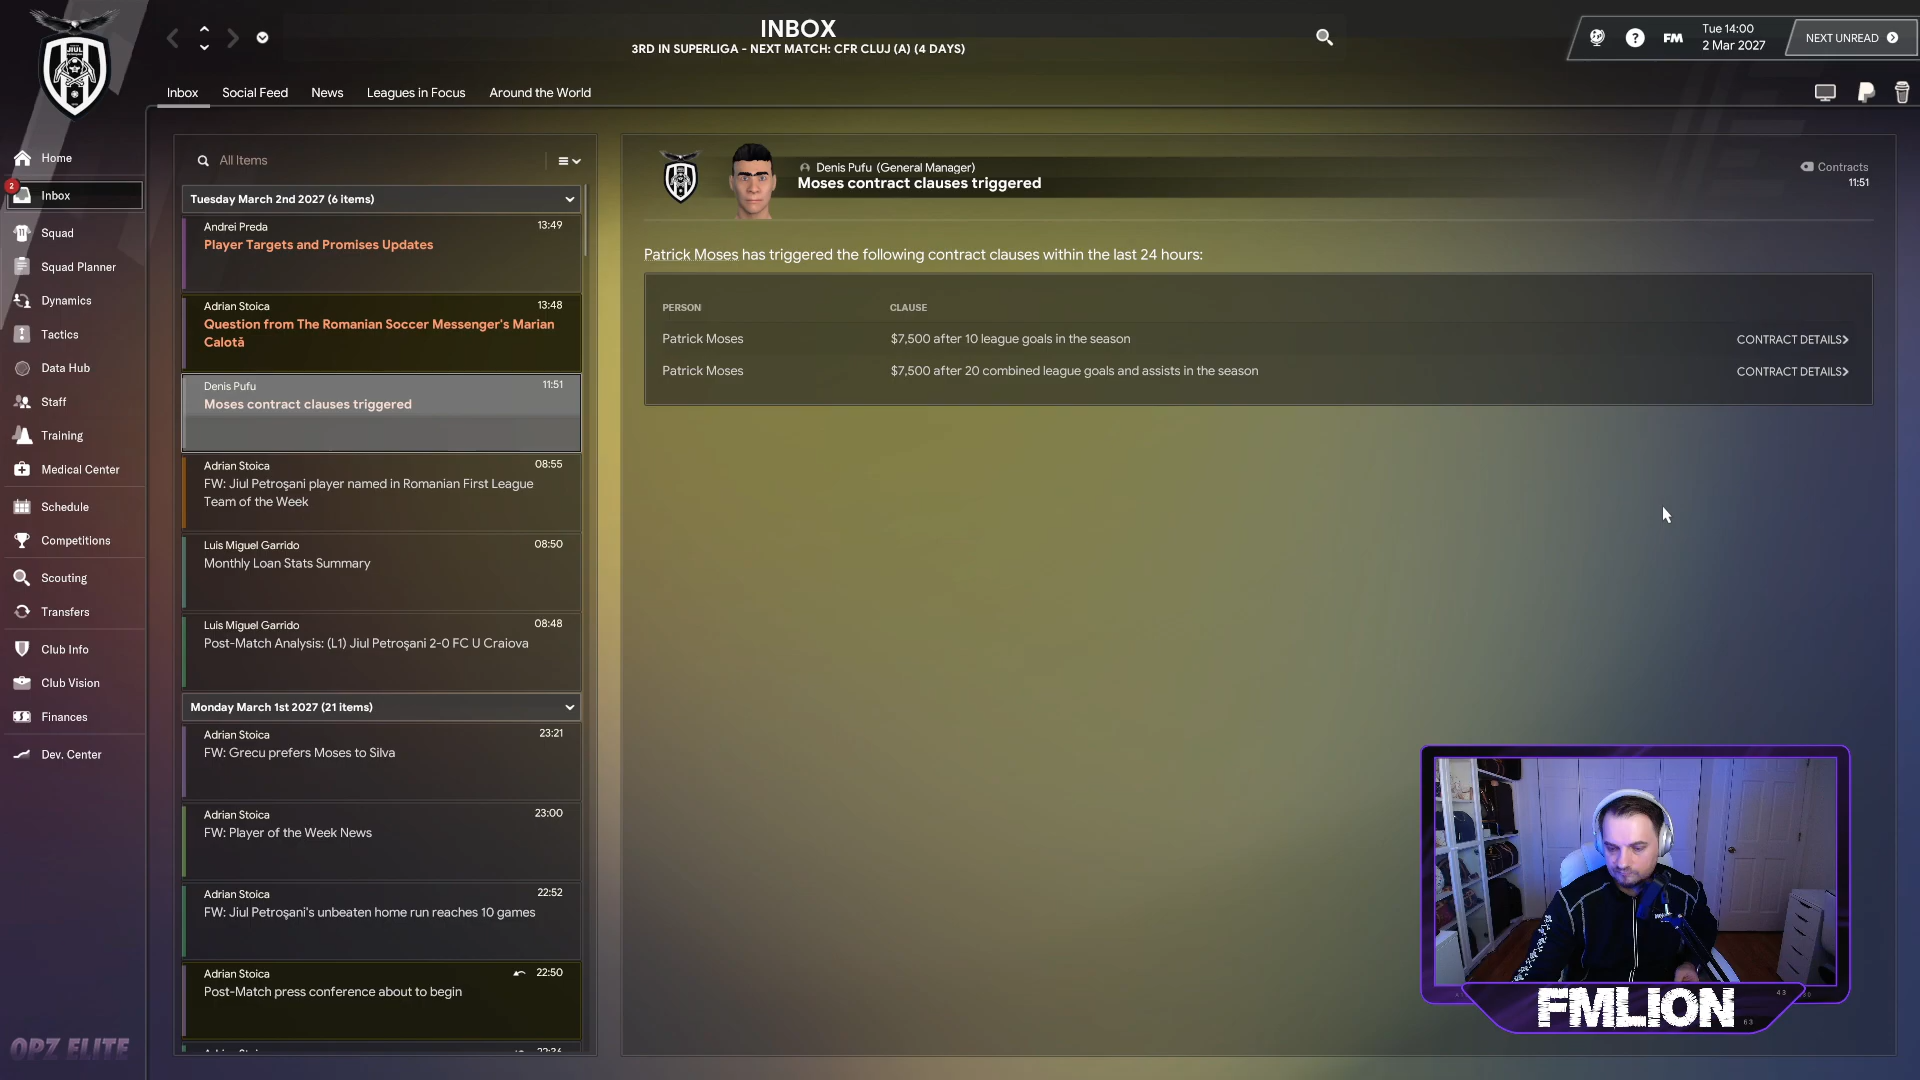 INBOX
3RD IN SUPERLIGA - NEXT MATCH: CFR CLUJ (A) (4 DAYS)
FM
Tue 14:00
2 Mar 2027
NEXT UNREAD
Inbox
Social Feed
News
Leagues in Focus
Around the World
Home
2
Inbox
Squad
Squad Planner
Dynamics
Tactics
Data Hub
Staff
Training
Medical Center
Schedule
Competitions
Scouting
Transfers
Club Info
Club Vision
Finances
Dev. Center
OPZ ELITE
All Items
Tuesday March 2nd 2027 (6 items)
Andrei Preda 13:49
Player Targets and Promises Updates
Adrian Stoica 13:48
Question from The Romanian Soccer Messenger's Marian
Calotă
Denis Pufu 11:51
Moses contract clauses triggered
Adrian Stoica 08:55
FW: Jiul Petroşani player named in Romanian First League
Team of the Week
Luis Miguel Garrido 08:50
Monthly Loan Stats Summary
Luis Miguel Garrido 08:48
Post-Match Analysis: (L1) Jiul Petroşani 2-0 FC U Craiova
Monday March 1st 2027 (21 items)
Adrian Stoica 23:21
FW: Grecu prefers Moses to Silva
Adrian Stoica 23:00
FW: Player of the Week News
Adrian Stoica 22:52
FW: Jiul Petroşani's unbeaten home run reaches 10 games
Adrian Stoica 22:50
Post-Match press conference about to begin
Denis Pufu (General Manager)
Moses contract clauses triggered
Contracts
11:51
Patrick Moses has triggered the following contract clauses within the last 24 hours:
PERSON CLAUSE
Patrick Moses $7,500 after 10 league goals in the season CONTRACT DETAILS
Patrick Moses $7,500 after 20 combined league goals and assists in the season CONTRACT DETAILS
FMLION
43
63